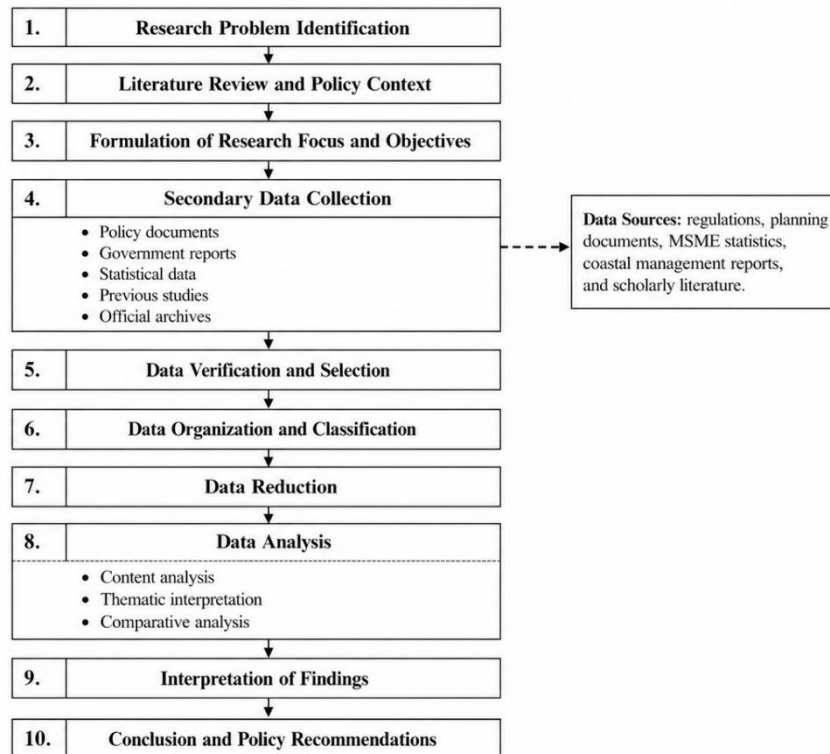 1. Research Problem Identification
2. Literature Review and Policy Context
3. Formulation of Research Focus and Objectives
4. Secondary Data Collection
• Policy documents
• Government reports
• Statistical data
• Previous studies
• Official archives
Data Sources: regulations, planning
documents, MSME statistics,
coastal management reports,
and scholarly literature.
5. Data Verification and Selection
6. Data Organization and Classification
7. Data Reduction
8. Data Analysis
• Content analysis
• Thematic interpretation
• Comparative analysis
9. Interpretation of Findings
10. Conclusion and Policy Recommendations